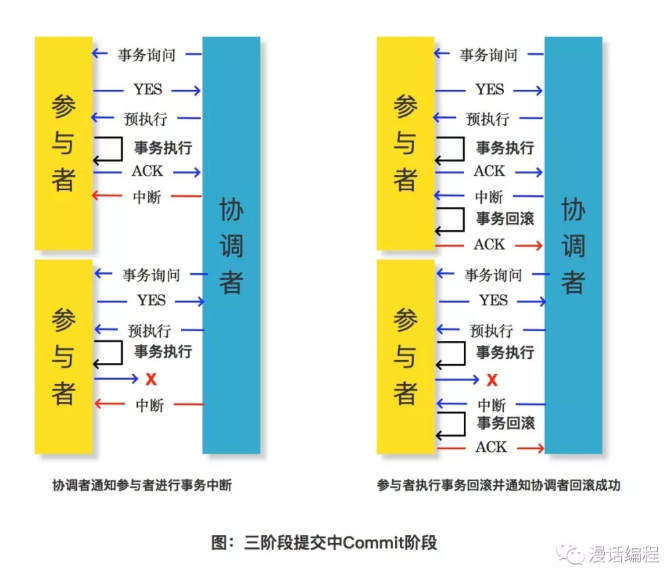 参与者
事务询问
YES
预执行
事务执行
ACK
中断
参与者
事务询问
YES
预执行
事务执行
X
中断
协调者
协调者通知参与者进行事务中断
参与者
事务询问
YES
预执行
事务执行
ACK
中断
事务回滚
ACK
参与者
事务询问
YES
预执行
事务执行
X
中断
事务回滚
ACK
协调者
参与者执行事务回滚并通知协调者回滚成功
图：三阶段提交中Commit阶段
漫话编程